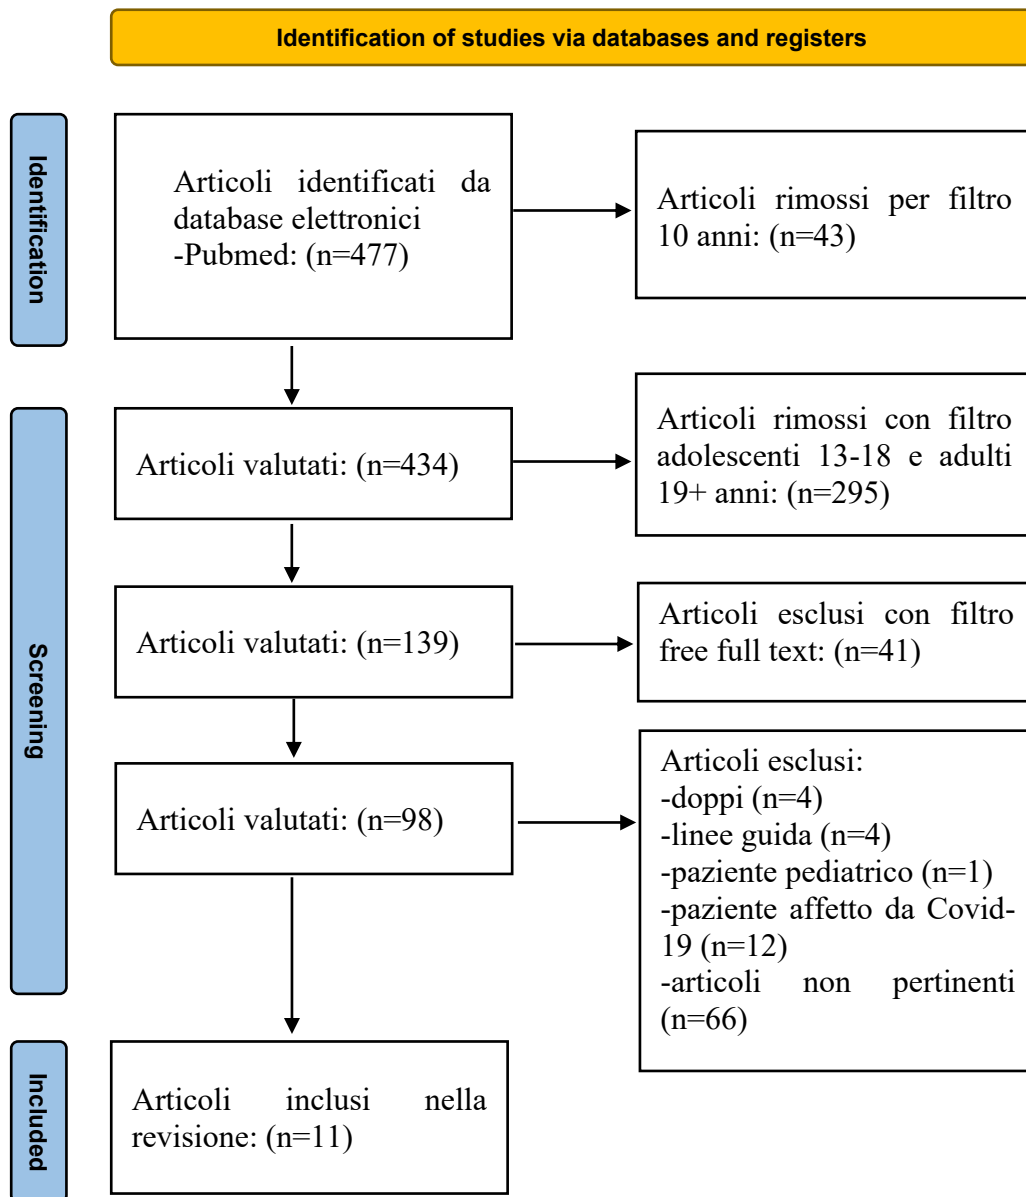 Identification of studies via databases and registers
Identification
Articoli identificati da
database elettronici
-Pubmed: (n=477)
Articoli rimossi per filtro
10 anni: (n=43)
Screening
Articoli valutati: (n=434)
Articoli rimossi con filtro
adolescenti 13-18 e adulti
19+ anni: (n=295)
Articoli valutati: (n=139)
Articoli esclusi con filtro
free full text: (n=41)
Articoli valutati: (n=98)
Articoli esclusi:
-doppi (n=4)
-linee guida (n=4)
-paziente pediatrico (n=1)
-paziente affetto da Covid-
19 (n=12)
-articoli non pertinenti
(n=66)
Included
Articoli inclusi nella
revisione: (n=11)